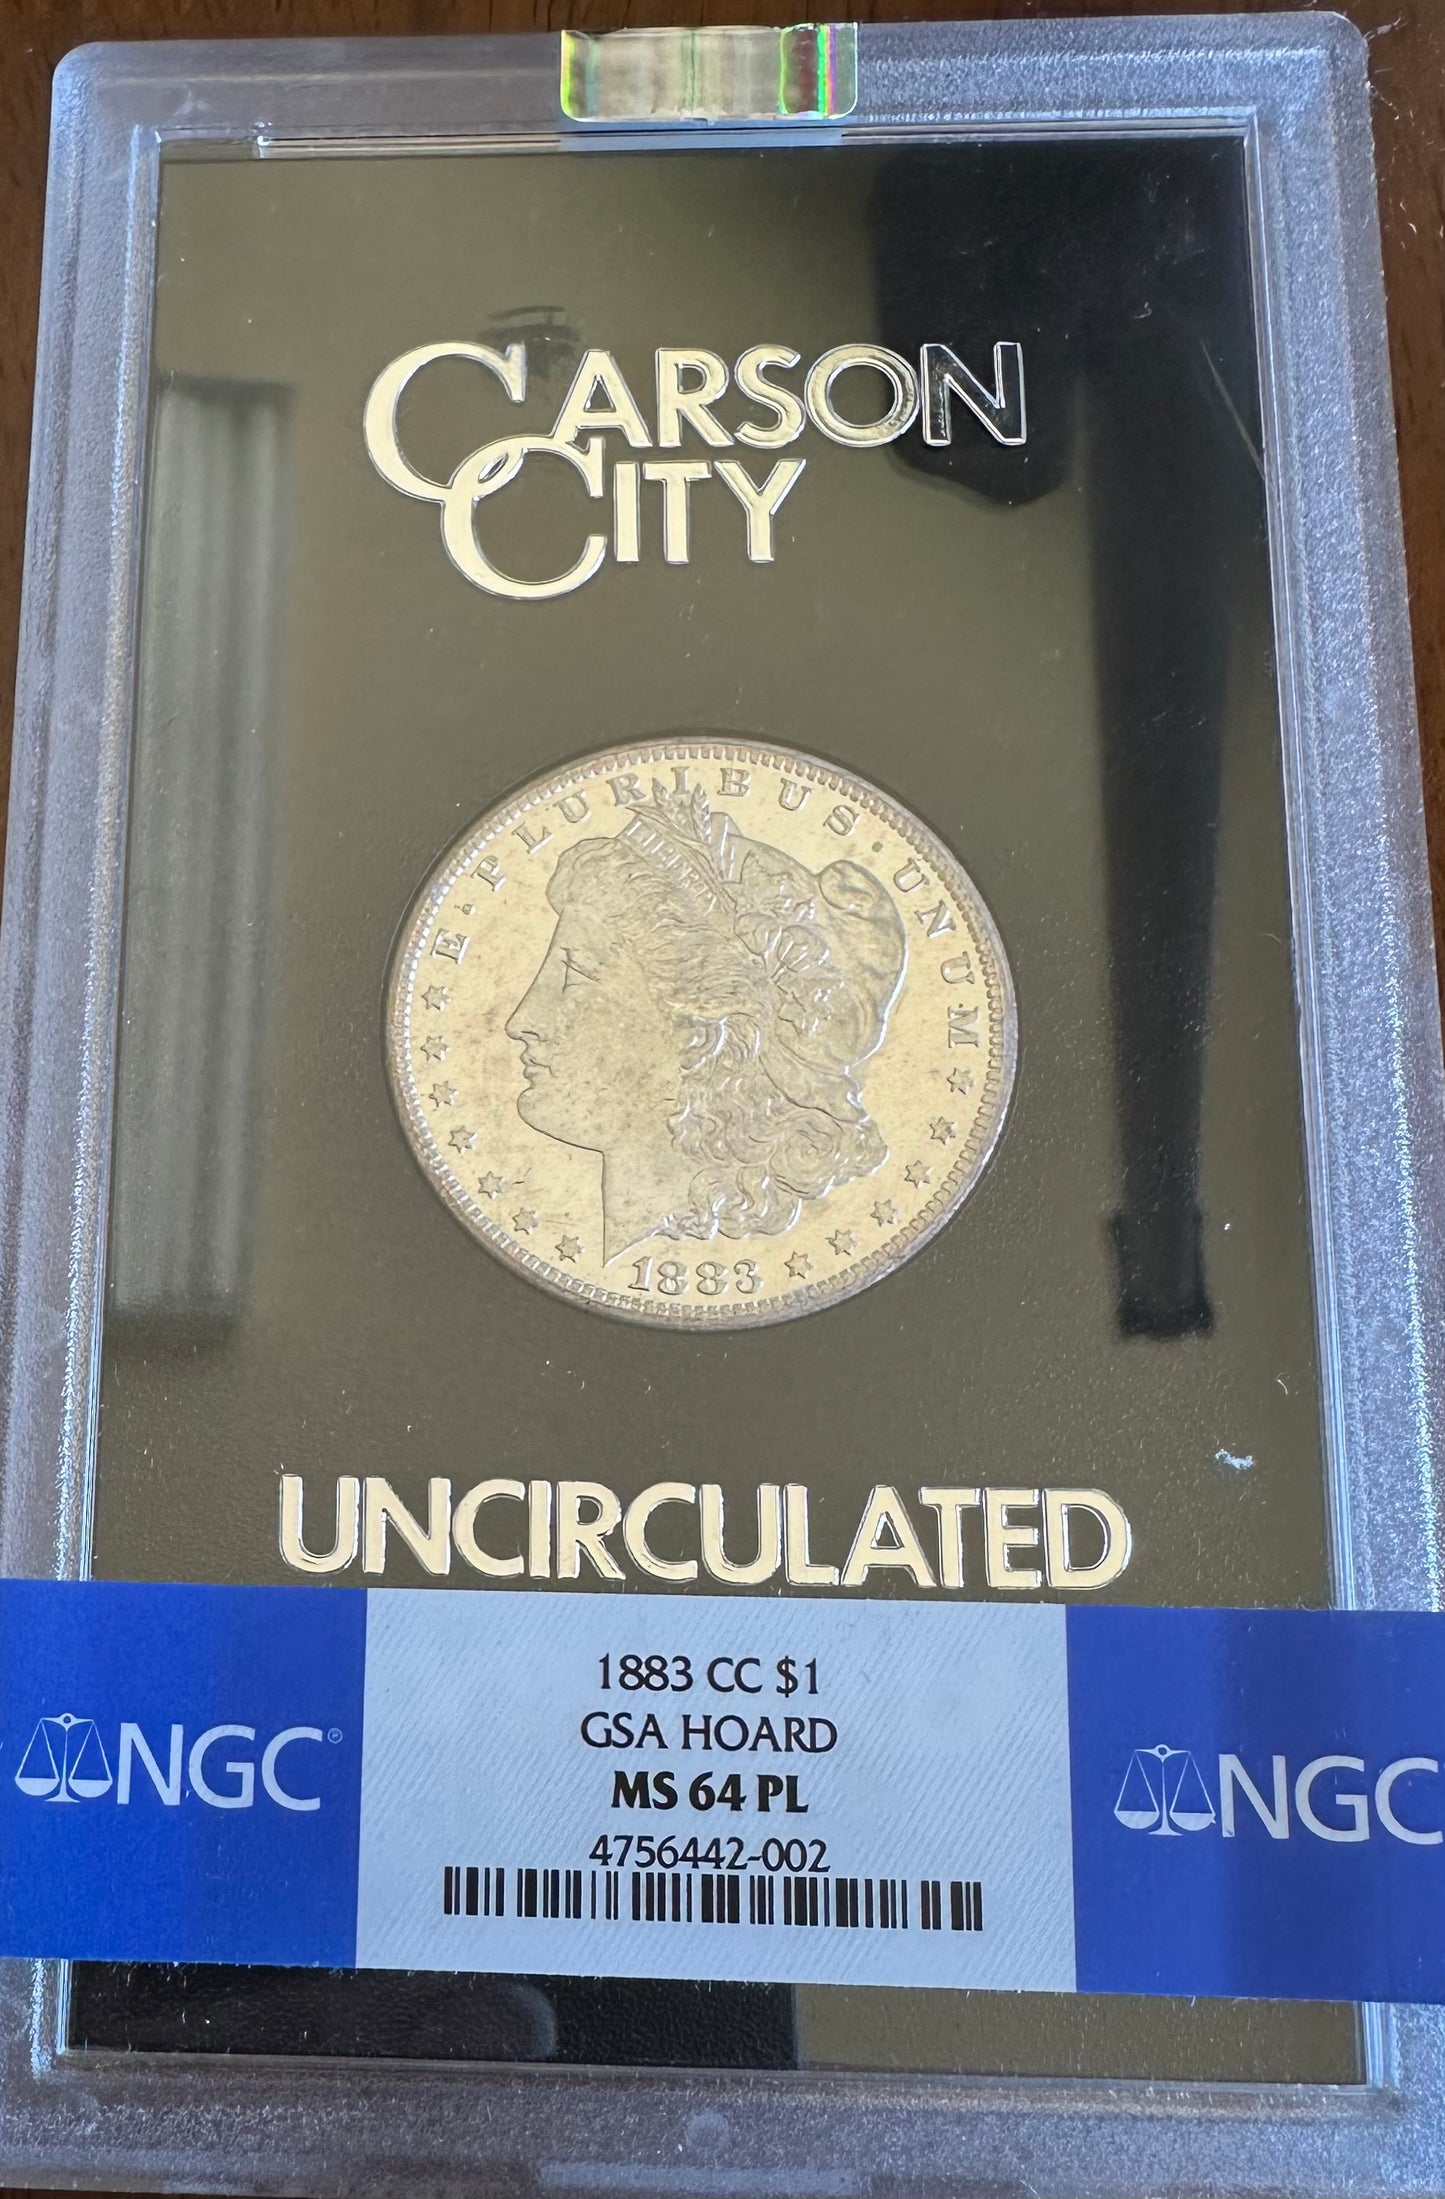 CARSON
CITY
E·PLURIBUS·UNUM
LIBERTY
1883
UNCIRCULATED
NGC®
1883 CC $1
GSA HOARD
MS 64 PL
4756442-002
NGC